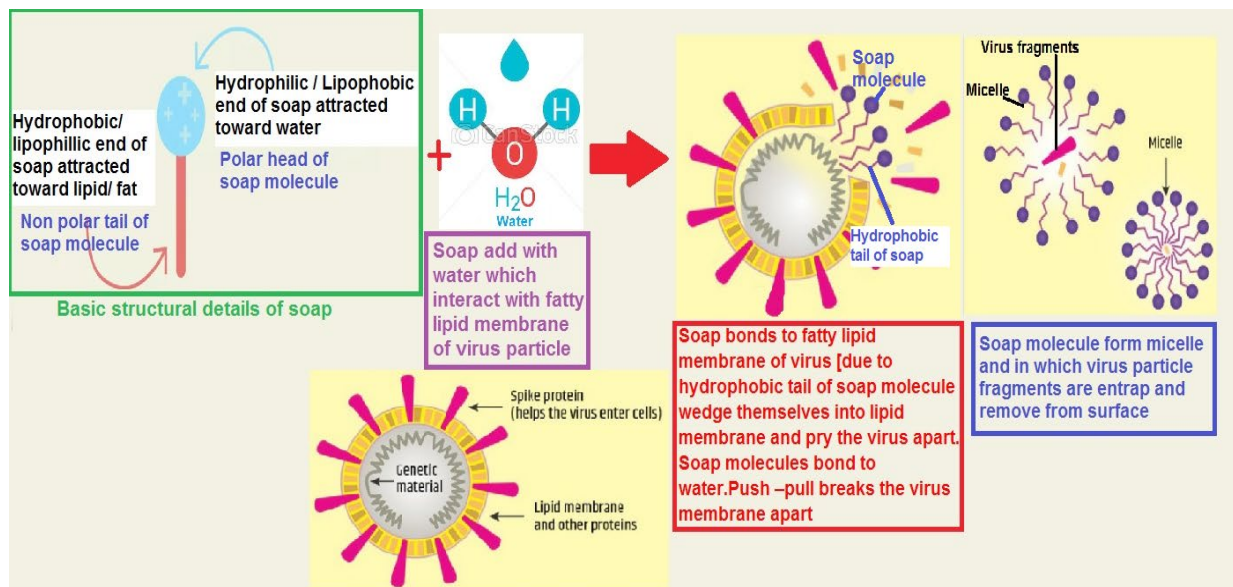 Hydrophilic / Lipophobic
end of soap attracted
toward water
Hydrophobic/
lipophillic end of
soap attracted
toward lipid/ fat
Polar head of
soap molecule
Non polar tail of
soap molecule
Basic structural details of soap
+
H H
O
H₂O
Water
Soap add with
water which
interact with fatty
lipid membrane
of virus particle
Soap
molecule
Hydrophobic
tail of soap
Virus fragments
Micelle
Micelle
Soap bonds to fatty lipid
membrane of virus [due to
hydrophobic tail of soap molecule
wedge themselves into lipid
membrane and pry the virus apart.
Soap molecules bond to
water.Push –pull breaks the virus
membrane apart
Soap molecule form micelle
and in which virus particle
fragments are entrap and
remove from surface
Spike protein
(helps the virus enter cells)
Genetic
material
Lipid membrane
and other proteins